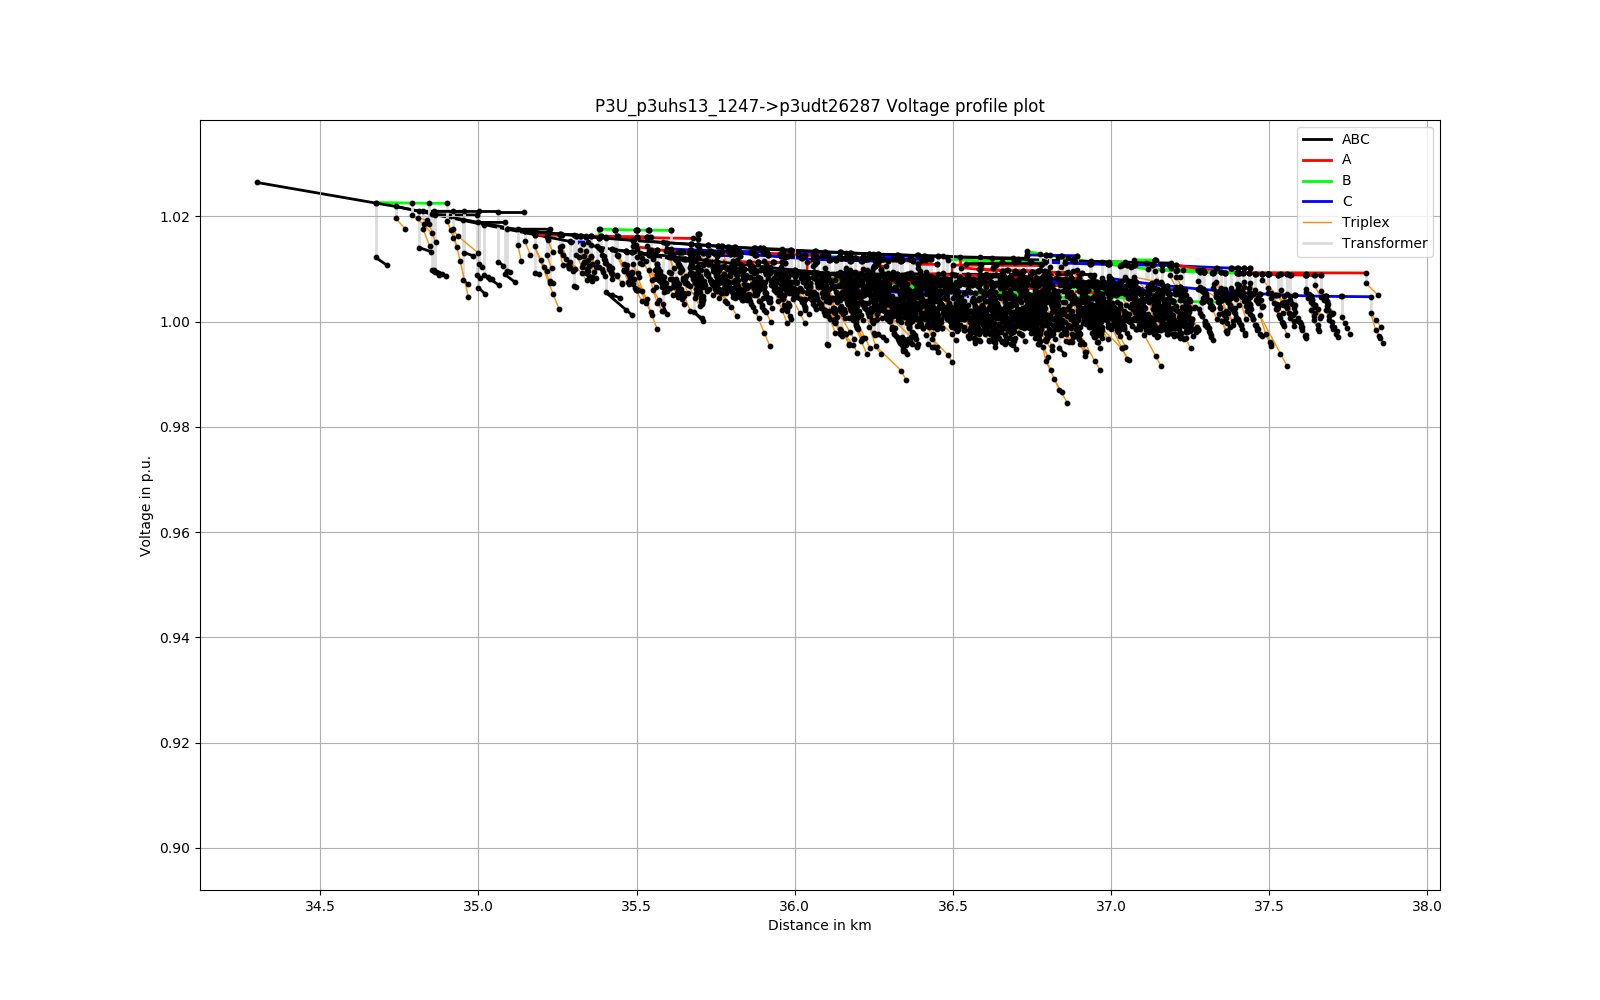 P3U_p3uhs13_1247->p3udt26287 Voltage profile plot
ABC
A
B
C
Triplex
Transformer
1.02
1.00
0.98
0.96
0.94
0.92
0.90
Voltage in p.u.
34.5 35.0 35.5 36.0 36.5 37.0 37.5 38.0
Distance in km